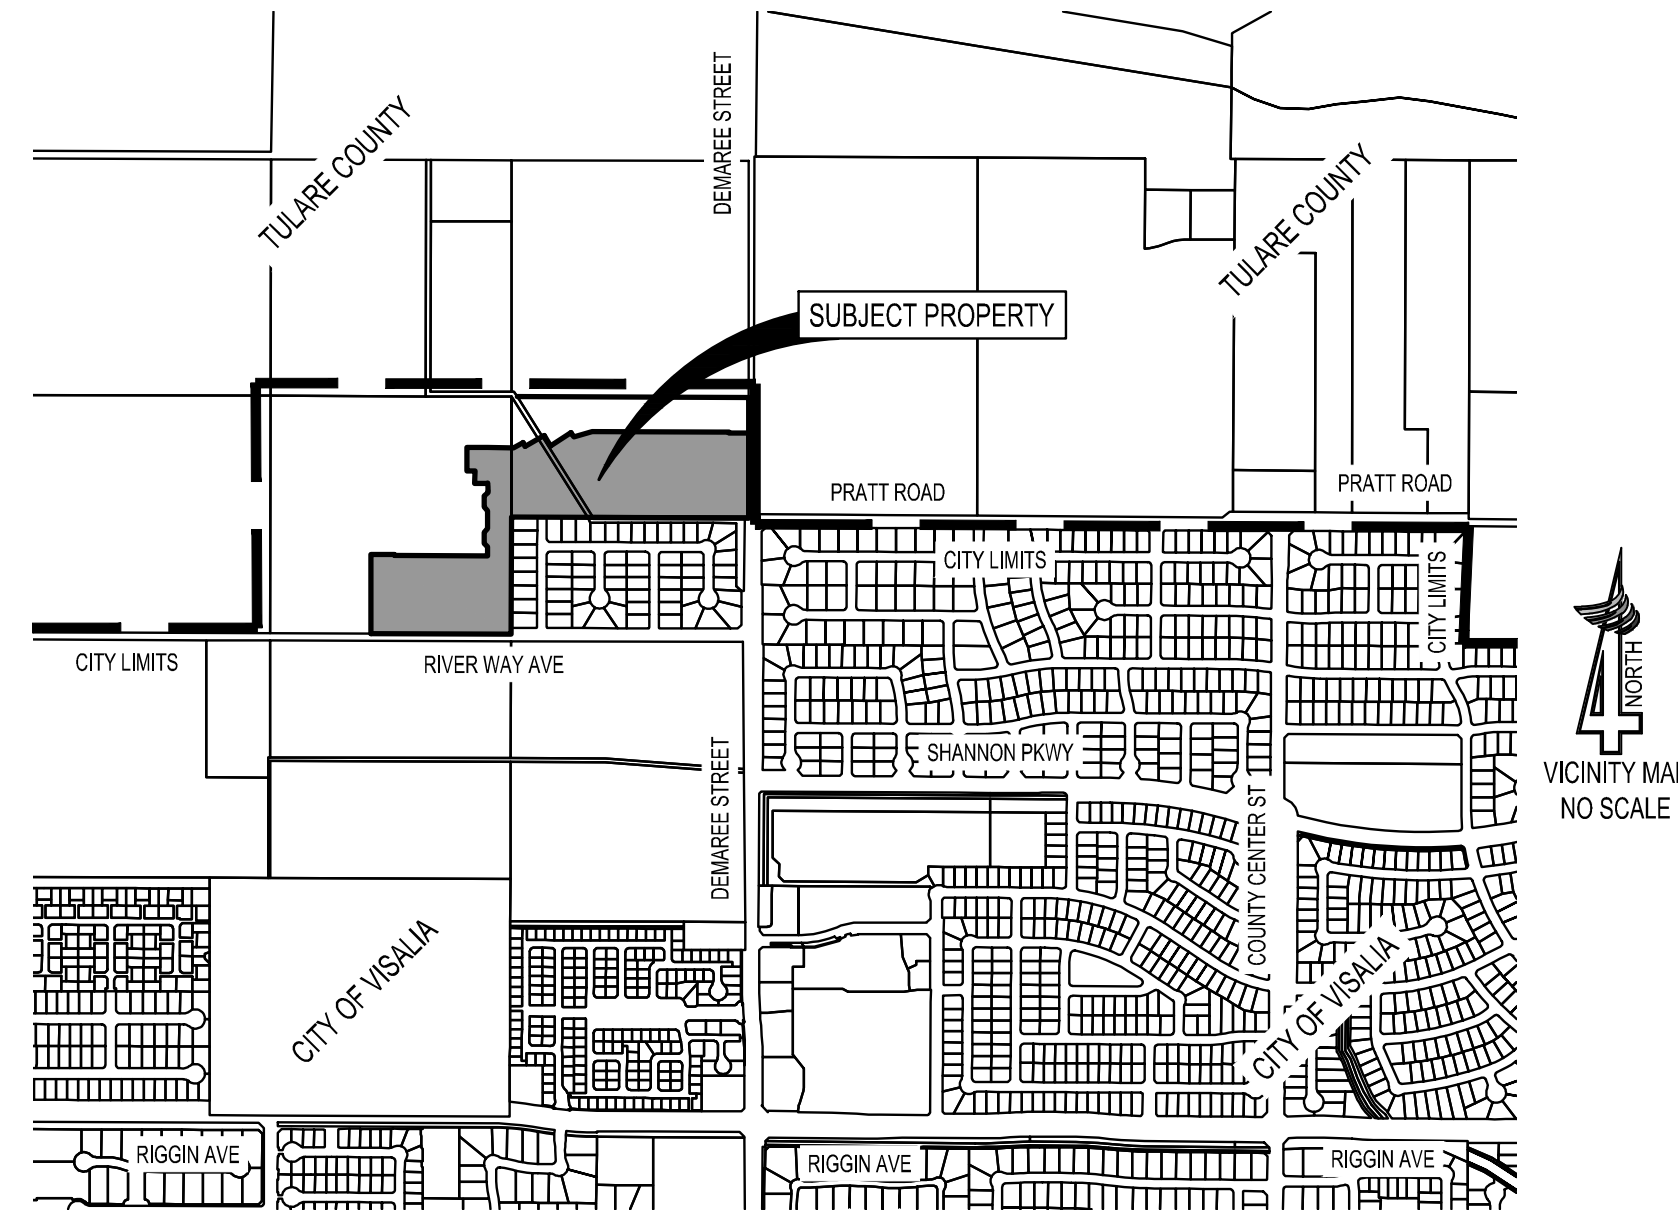 DEMAREE STREET
TULARE COUNTY
TULARE COUNTY
SUBJECT PROPERTY
PRATT ROAD
PRATT ROAD
CITY LIMITS
CITY LIMITS
CITY LIMITS
RIVER WAY AVE
NORTH
SHANNON PKWY
DEMAREE STREET
VICINITY MA
NO SCALE
COUNTY CENTER ST
CITY OF VISALIA
CITY OF VISALIA
RIGGIN AVE
RIGGIN AVE
RIGGIN AVE